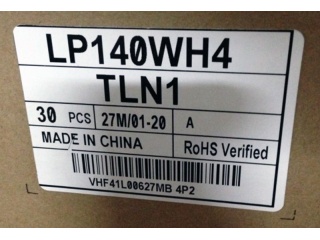 LP140WH4
TLN1
30 PCS 27M/01-20 A
MADE IN CHINA RoHS Verified
VHF41L00627MB 4P2